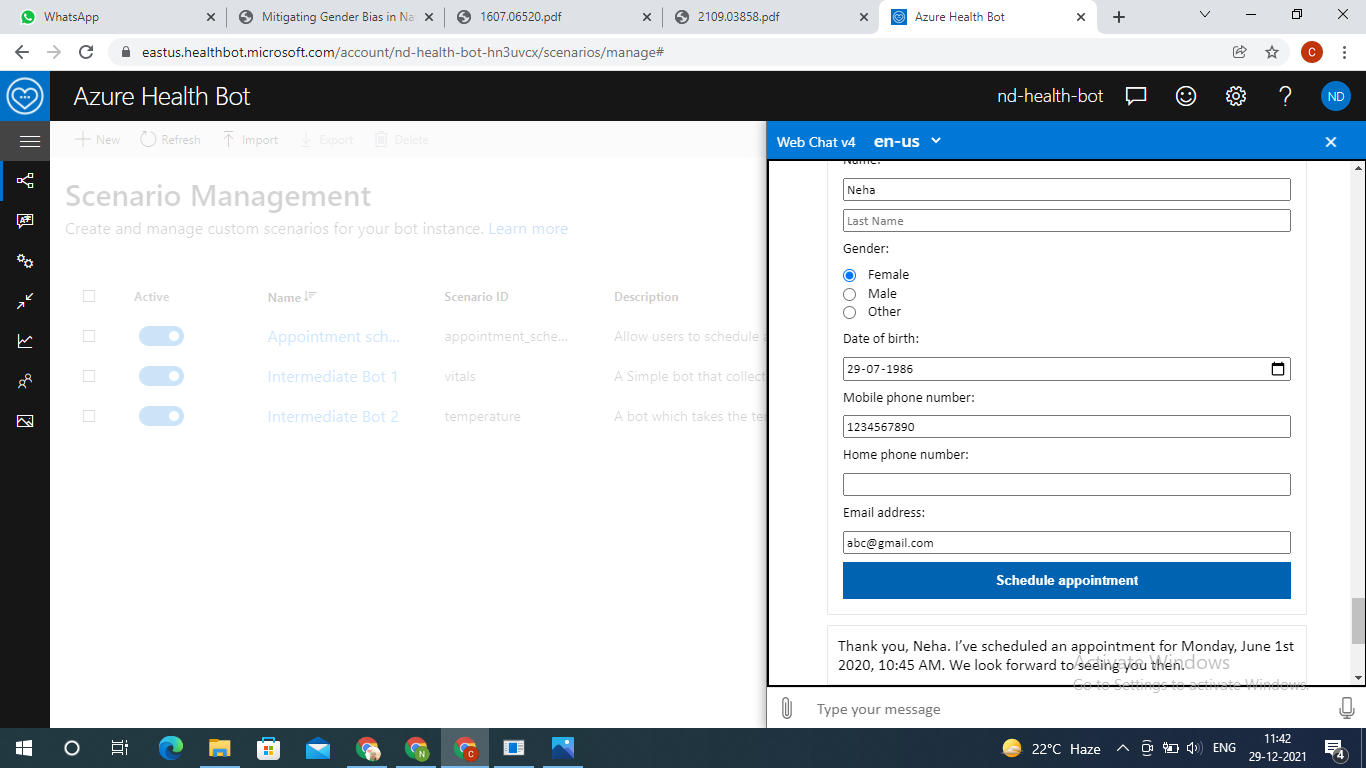 WhatsApp
Mitigating Gender Bias in Na
1607.06520.pdf
2109.03858.pdf
Azure Health Bot
eastus.healthbot.microsoft.com/account/nd-health-bot-hn3uvcx/scenarios/manage#
C
Azure Health Bot
nd-health-bot
ND
New
Refresh
Import
Export
Delete
Scenario Management
Create and manage custom scenarios for your bot instance. Learn more
Active
Name
Scenario ID
Description
Appointment sch...
appointment_sche...
Allow users to schedule a
Intermediate Bot 1
vitals
A Simple bot that collect
Intermediate Bot 2
temperature
A bot which takes the te
Web Chat v4
en-us
Name:
Neha
Last Name
Gender:
Female
Male
Other
Date of birth:
29-07-1986
Mobile phone number:
1234567890
Home phone number:
Email address:
abc@gmail.com
Schedule appointment
Thank you, Neha. I’ve scheduled an appointment for Monday, June 1st
2020, 10:45 AM. We look forward to seeing you then.
Activate Windows
Go to Settings to activate Windows.
Type your message
N
C
22°C Haze
ENG
11:42
29-12-2021
4